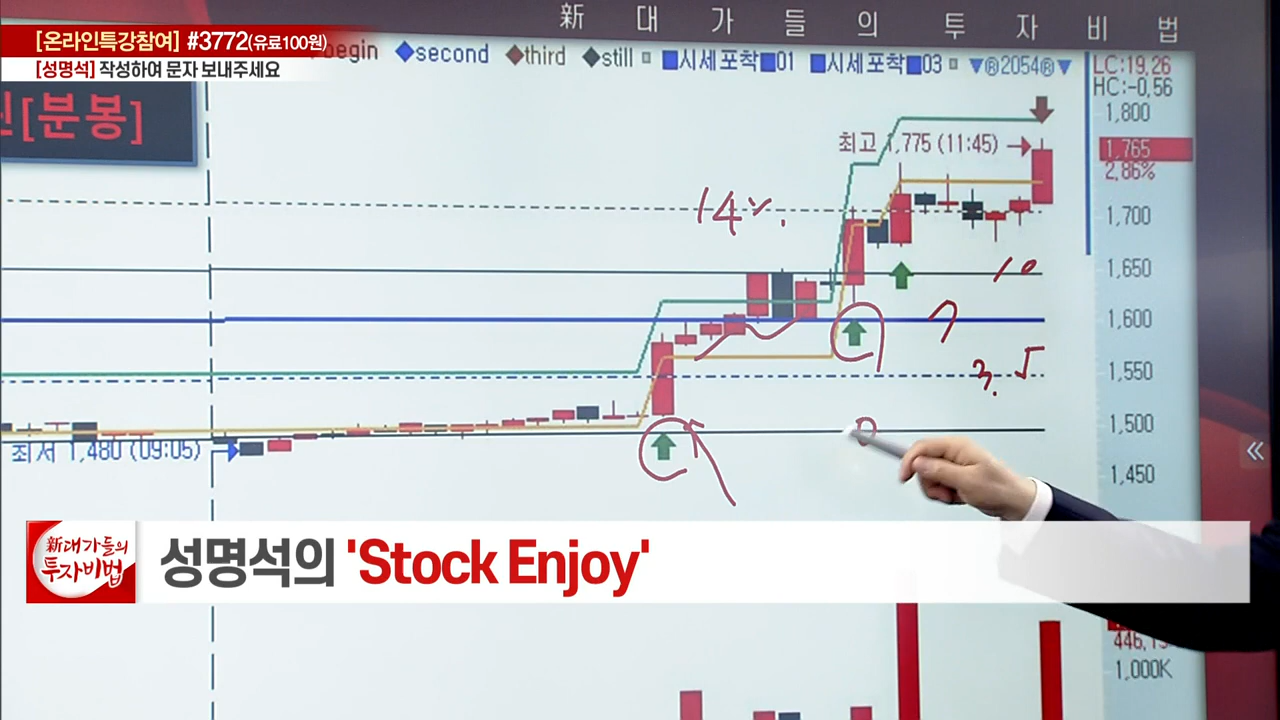 新 대 가 들 의 투 자 비 법
[온라인특강참여] #3772(유료100원)
[성명석] 작성하여 문자 보내주세요
begin ◆second ◆third ◆still 시세포착 01 시세포착 03 ▼®2054®▼
[분봉]
LC:19.26
HC:-0.56
1,800
최고 1,775 (11:45)
1,765
2.86%
14%.
1,700
1,650
10
1,600
7
1,550
3.5
1,500
0
최저 1,480 (09:05)
1,450
新대가들의
투자비법
성명석의 'Stock Enjoy'
1,000K